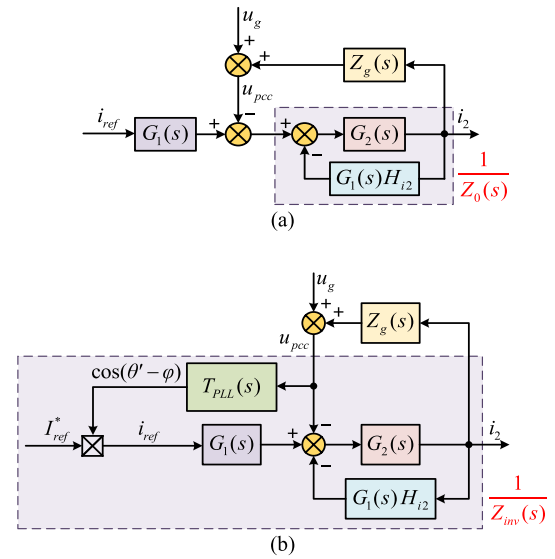 u_g
+
+
Z_g(s)
u_pcc
i_ref
G_1(s)
+
−
+
−
G_2(s)
i_2
G_1(s)H_i2
1/Z_0(s)
(a)
u_g
+
+
Z_g(s)
u_pcc
cos(θ′−φ)
T_PLL(s)
I*_ref
i_ref
G_1(s)
+
−
−
G_2(s)
i_2
G_1(s)H_i2
1/Z_inv(s)
(b)